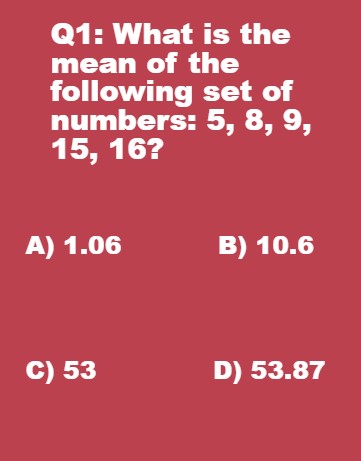 Q1: What is the
mean of the
following set of
numbers: 5, 8, 9,
15, 16?
A) 1.06 B) 10.6
C) 53 D) 53.87